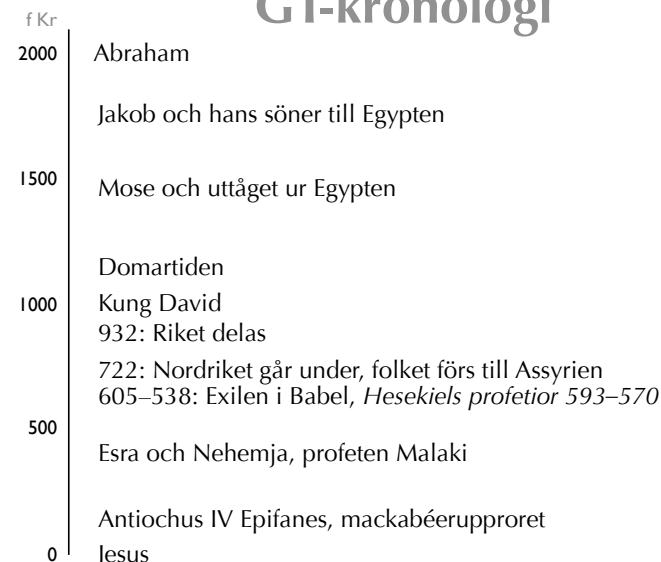 GT-kronologi
f Kr
2000 Abraham
Jakob och hans söner till Egypten
1500
Mose och uttåget ur Egypten
Domartiden
1000 Kung David
932: Riket delas
722: Nordriket går under, folket förs till Assyrien
605–538: Exilen i Babel, Hesekiels profetior 593–570
500
Esra och Nehemja, profeten Malaki
Antiochus IV Epifanes, mackabéerupproret
0 Jesus